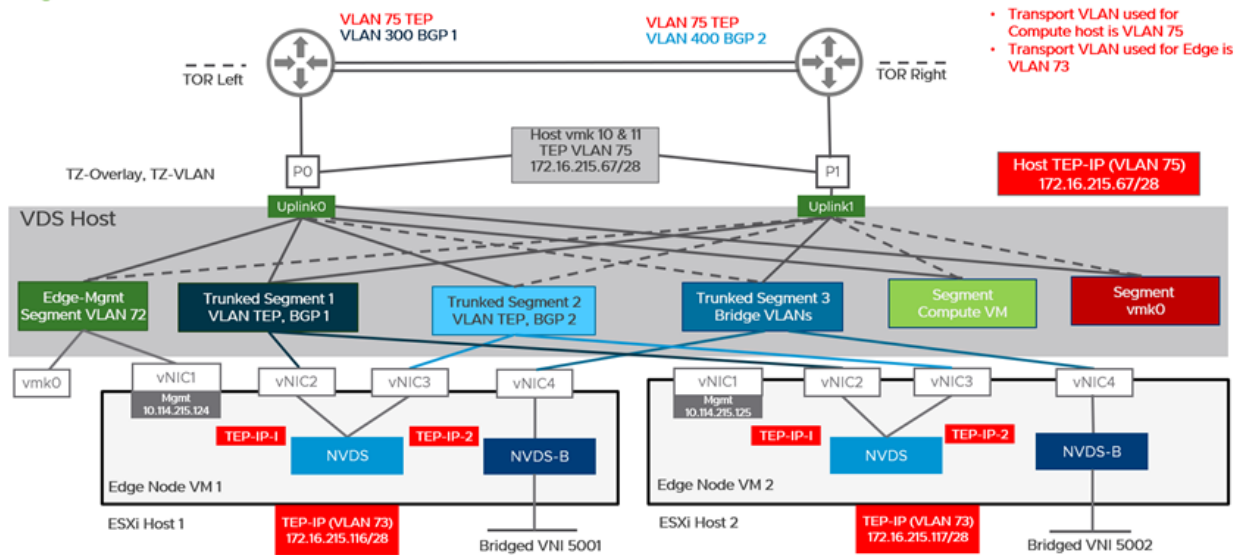 VLAN 75 TEP
VLAN 300 BGP 1
VLAN 75 TEP
VLAN 400 BGP 2
• Transport VLAN used for
Compute host is VLAN 75
• Transport VLAN used for Edge is
VLAN 73
TOR Left
TOR Right
Host vmk 10 & 11
TEP VLAN 75
172.16.215.67/28
TZ-Overlay, TZ-VLAN
P0
P1
Host TEP-IP (VLAN 75)
172.16.215.67/28
VDS Host
Uplink0
Uplink1
Edge-Mgmt
Segment VLAN 72
Trunked Segment 1
VLAN TEP, BGP 1
Trunked Segment 2
VLAN TEP, BGP 2
Trunked Segment 3
Bridge VLANs
Segment
Compute VM
Segment
vmk0
vmk0
vNIC1
Mgmt
10.114.215.124
vNIC2
vNIC3
vNIC4
vNIC1
Mgmt
10.114.215.125
vNIC2
vNIC3
vNIC4
TEP-IP-1
TEP-IP-2
NVDS
NVDS-B
TEP-IP-1
TEP-IP-2
NVDS
NVDS-B
Edge Node VM 1
Edge Node VM 2
ESXi Host 1
TEP-IP (VLAN 73)
172.16.215.116/28
Bridged VNI 5001
ESXi Host 2
TEP-IP (VLAN 73)
172.16.215.117/28
Bridged VNI 5002